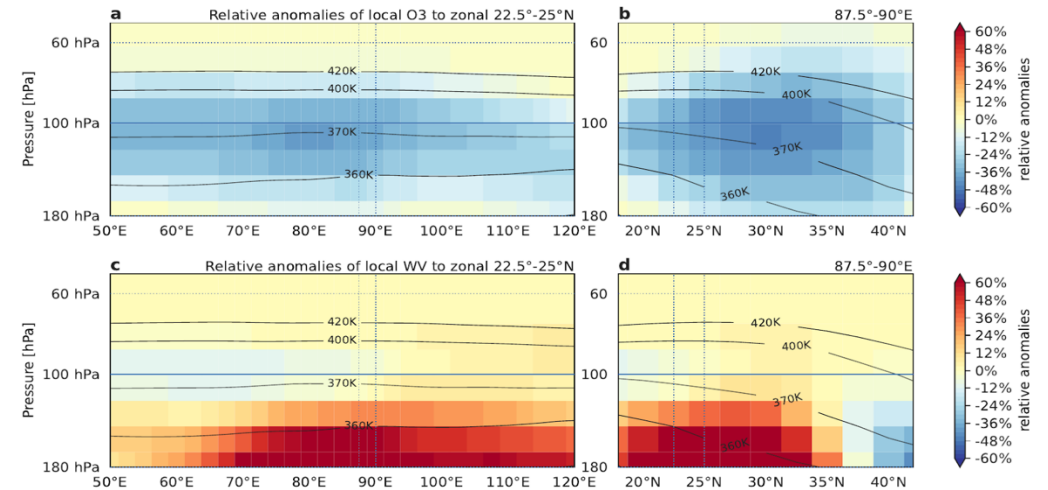 a Relative anomalies of local O3 to zonal 22.5°-25°N
b 87.5°-90°E
Pressure [hPa]
60 hPa
100 hPa
180 hPa
420K
400K
370K
360K
50°E 60°E 70°E 80°E 90°E 100°E 110°E 120°E
60
100
180
420K
400K
370K
360K
20°N 25°N 30°N 35°N 40°N
60%
48%
36%
24%
12%
0%
-12%
-24%
-36%
-48%
-60%
relative anomalies
c Relative anomalies of local WV to zonal 22.5°-25°N
d 87.5°-90°E
Pressure [hPa]
60 hPa
100 hPa
180 hPa
420K
400K
370K
360K
50°E 60°E 70°E 80°E 90°E 100°E 110°E 120°E
60
100
180
420K
400K
370K
360K
20°N 25°N 30°N 35°N 40°N
60%
48%
36%
24%
12%
0%
-12%
-24%
-36%
-48%
-60%
relative anomalies